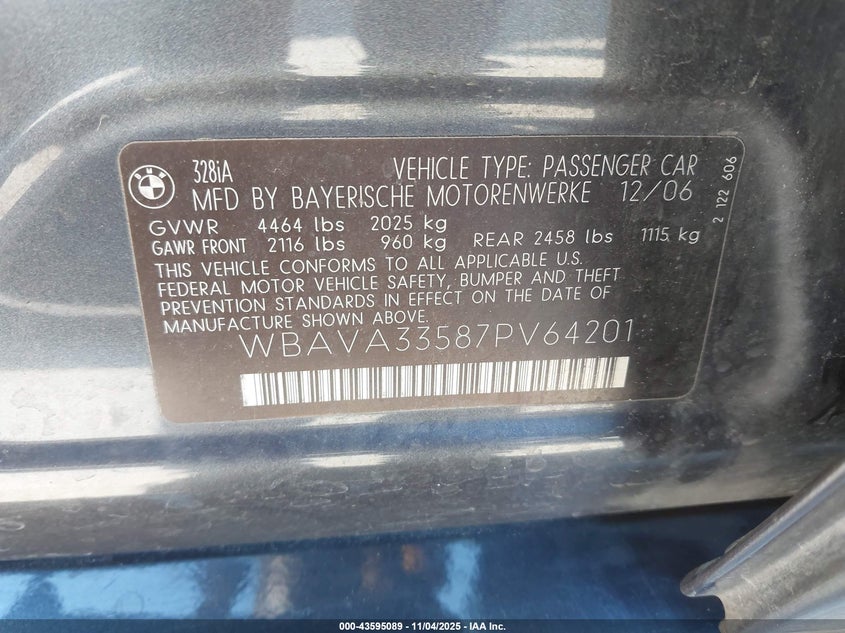 BMW
328iA
VEHICLE TYPE: PASSENGER CAR
MFD BY BAYERISCHE MOTORENWERKE 12/06
GVWR 4464 lbs 2025 kg
GAWR FRONT 2116 lbs 960 kg REAR 2458 lbs 1115 kg
THIS VEHICLE CONFORMS TO ALL APPLICABLE U.S.
FEDERAL MOTOR VEHICLE SAFETY, BUMPER AND THEFT
PREVENTION STANDARDS IN EFFECT ON THE DATE OF
MANUFACTURE SHOWN ABOVE.
WBAVA33587PV64201
2 122 606
000-43595089 - 11/04/2025 - IAA Inc.